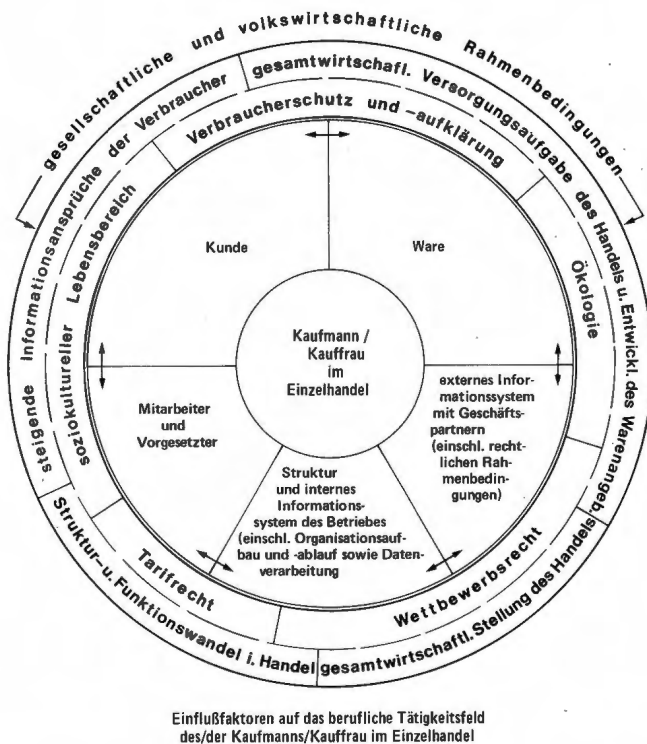 gesellschaftliche und volkswirtschaftliche Rahmenbedingungen
steigende Informationsansprüche der Verbraucher
gesamtwirtschaftl. Versorgungsaufgabe des Handels u. Entwickl. des Warenangeb.
soziokultureller Lebensbereich
Verbraucherschutz und -aufklärung
Ökologie
Kunde
Ware
Kaufmann /
Kauffrau
im
Einzelhandel
Mitarbeiter
und
Vorgesetzter
externes Infor-
mationssystem
mit Geschäfts-
partnern
(einschl. recht-
lichen Rah-
menbedin-
gungen)
Struktur
und internes
Informations-
system des Betriebes
(einschl. Organisationsauf-
bau und -ablauf sowie Daten-
verarbeitung
Tarifrecht
Wettbewerbsrecht
Struktur- u. Funktionswandel i. Handel
gesamtwirtschaftl. Stellung des Handels
Einflußfaktoren auf das berufliche Tätigkeitsfeld
des/der Kaufmanns/Kauffrau im Einzelhandel